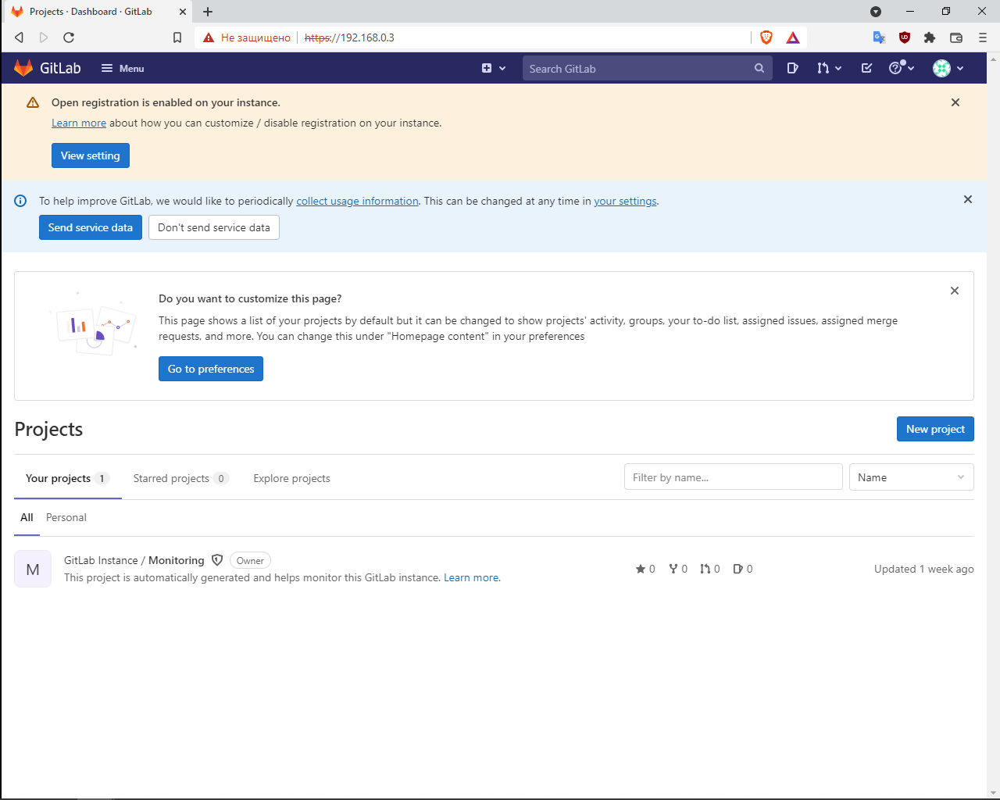 Projects · Dashboard · GitLab
Не защищено https://192.168.0.3
GitLab Menu Search GitLab
Open registration is enabled on your instance.
Learn more about how you can customize / disable registration on your instance.
View setting
To help improve GitLab, we would like to periodically collect usage information. This can be changed at any time in your settings.
Send service data Don't send service data
Do you want to customize this page?
This page shows a list of your projects by default but it can be changed to show projects' activity, groups, your to-do list, assigned issues, assigned merge
requests, and more. You can change this under "Homepage content" in your preferences
Go to preferences
Projects New project
Your projects 1 Starred projects 0 Explore projects Filter by name... Name
All Personal
M GitLab Instance / Monitoring Owner
This project is automatically generated and helps monitor this GitLab instance. Learn more.
0 0 0 0 Updated 1 week ago